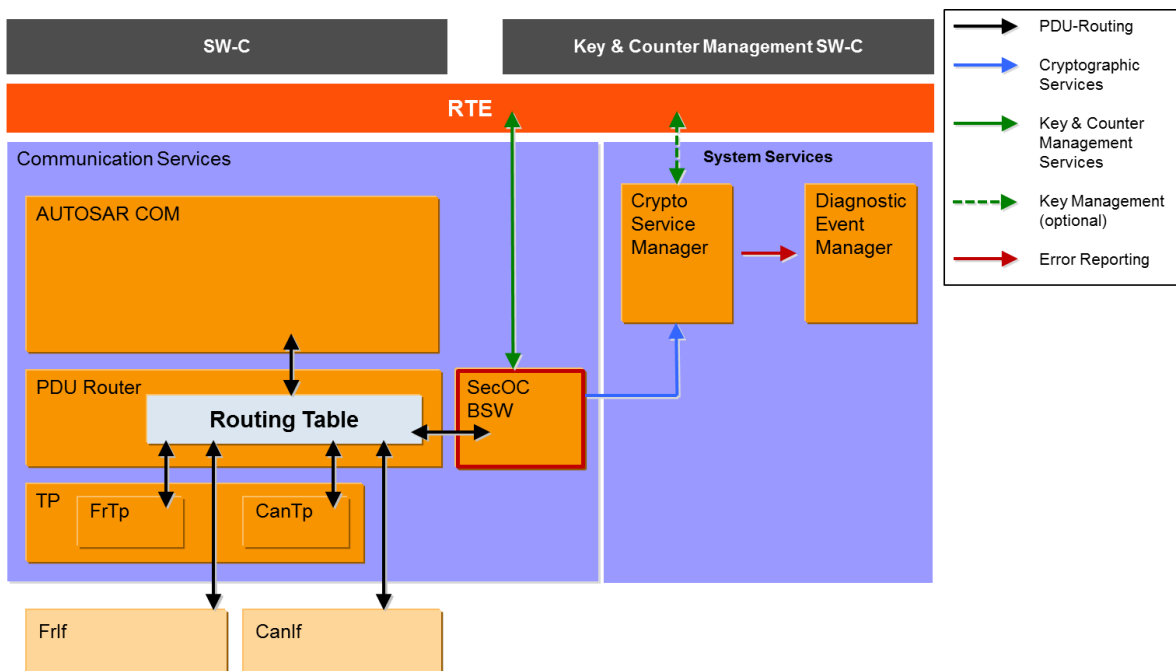 SW-C
Key & Counter Management SW-C
RTE
Communication Services
System Services
AUTOSAR COM
Crypto
Service
Manager
Diagnostic
Event
Manager
PDU Router
Routing Table
SecOC
BSW
TP
FrTp
CanTp
FrIf
CanIf
PDU-Routing
Cryptographic
Services
Key & Counter
Management
Services
Key Management
(optional)
Error Reporting